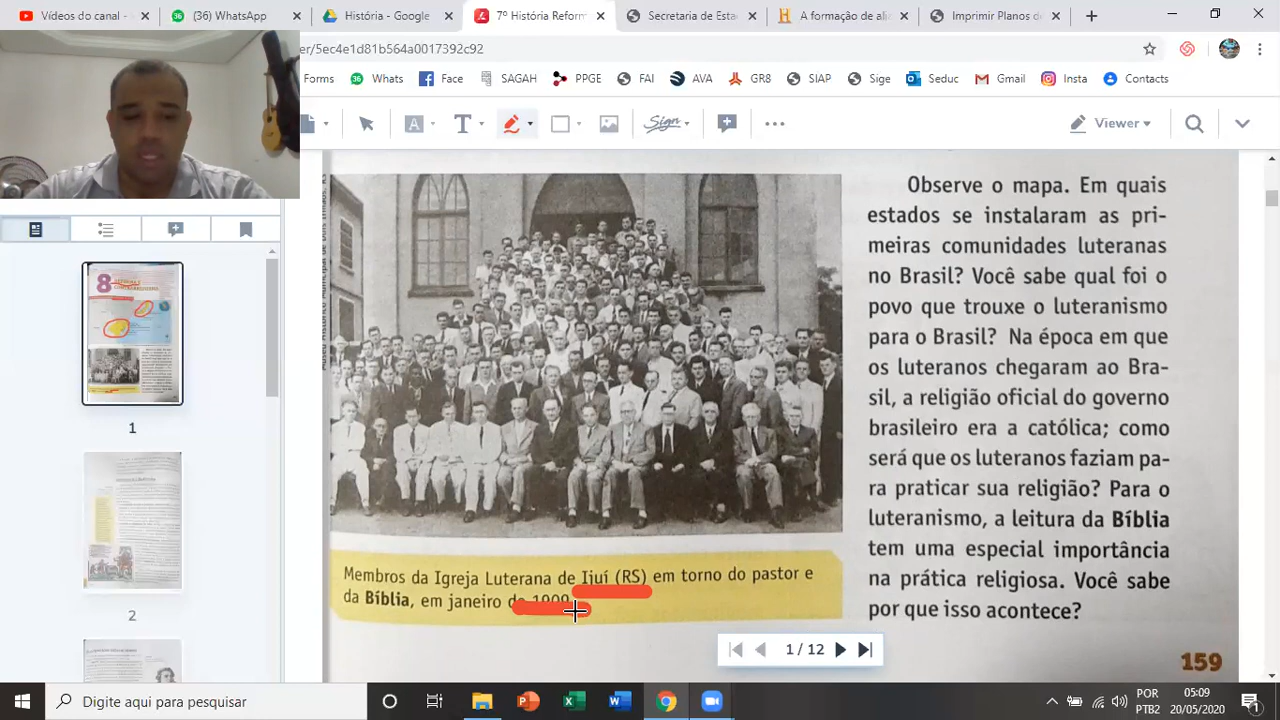 Vídeos do canal -
(36) WhatsApp
História - Google
7º História Reform
Secretaria de Esta
A formação de ali
Imprimir Planos d
er/5ec4e1d81b564a0017392c92
Forms
Whats
Face
SAGAH
PPGE
FAI
AVA
GR8
SIAP
Sige
Seduc
Gmail
Insta
Contacts
A
T
Sign
Viewer
Observe o mapa. Em quais
estados se instalaram as pri-
meiras comunidades luteranas
no Brasil? Você sabe qual foi o
povo que trouxe o luteranismo
para o Brasil? Na época em que
os luteranos chegaram ao Bra-
sil, a religião oficial do governo
brasileiro era a católica; como
será que os luteranos faziam pa-
ra praticar sua religião? Para o
luteranismo, a leitura da Bíblia
tem uma especial importância
na prática religiosa. Você sabe
por que isso acontece?
Membros da Igreja Luterana de Ijuí (RS) em torno do pastor e
da Bíblia, em janeiro de 1909.
8
1
2
1 / 12
159
Digite aqui para pesquisar
POR
PTB2
05:09
20/05/2020
1